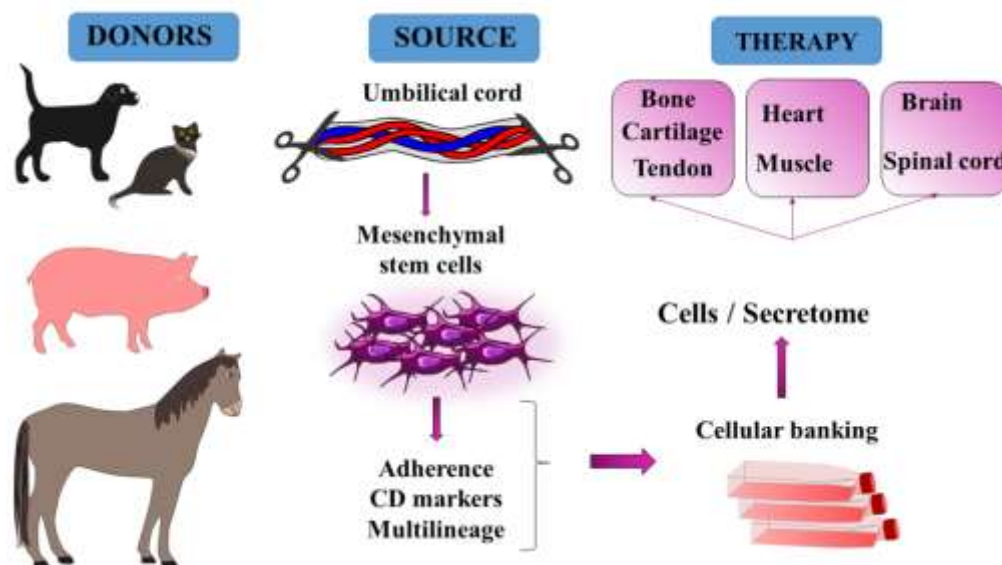 DONORS
SOURCE
Umbilical cord
Mesenchymal
stem cells
Adherence
CD markers
Multilineage
THERAPY
Bone
Cartilage
Tendon
Heart
Muscle
Brain
Spinal cord
Cells / Secretome
Cellular banking